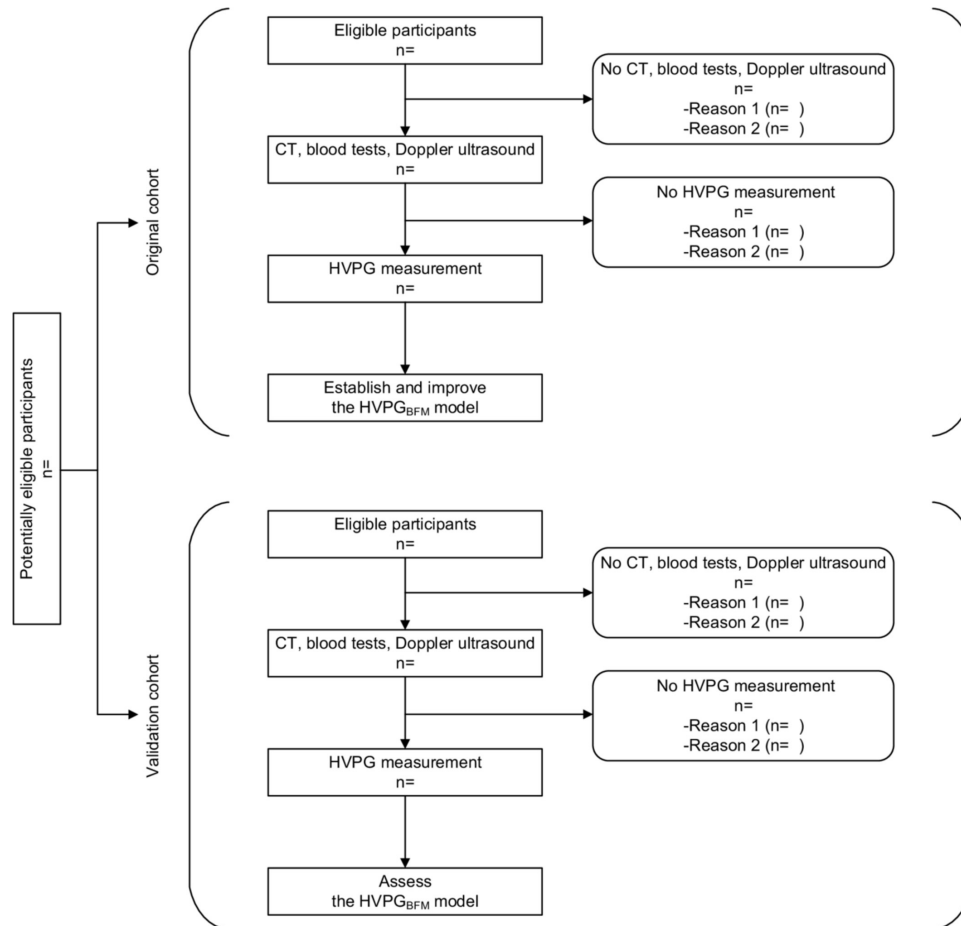 Potentially eligible participants
n=
Original cohort
Eligible participants
n=
No CT, blood tests, Doppler ultrasound
n=
-Reason 1 (n=  )
-Reason 2 (n=  )
CT, blood tests, Doppler ultrasound
n=
No HVPG measurement
n=
-Reason 1 (n=  )
-Reason 2 (n=  )
HVPG measurement
n=
Establish and improve
the HVPG_BFM model
Validation cohort
Eligible participants
n=
No CT, blood tests, Doppler ultrasound
n=
-Reason 1 (n=  )
-Reason 2 (n=  )
CT, blood tests, Doppler ultrasound
n=
No HVPG measurement
n=
-Reason 1 (n=  )
-Reason 2 (n=  )
HVPG measurement
n=
Assess
the HVPG_BFM model